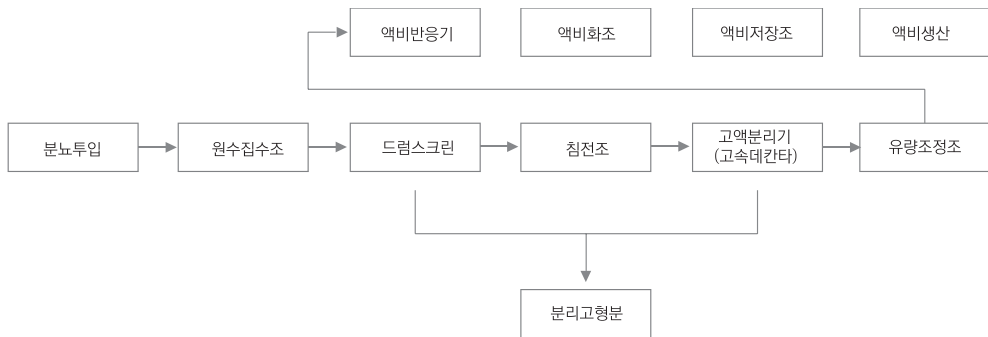 액비반응기
액비화조
액비저장조
액비생산
분뇨투입
원수집수조
드럼스크린
침전조
고액분리기
(고속데칸타)
유량조정조
분리고형분